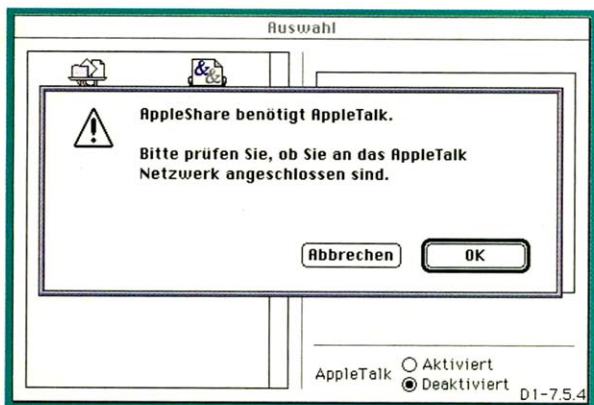 Auswahl
AppleShare benötigt AppleTalk.
Bitte prüfen Sie, ob Sie an das AppleTalk
Netzwerk angeschlossen sind.
Abbrechen
OK
AppleTalk
Aktiviert
Deaktiviert
D1-7.5.4